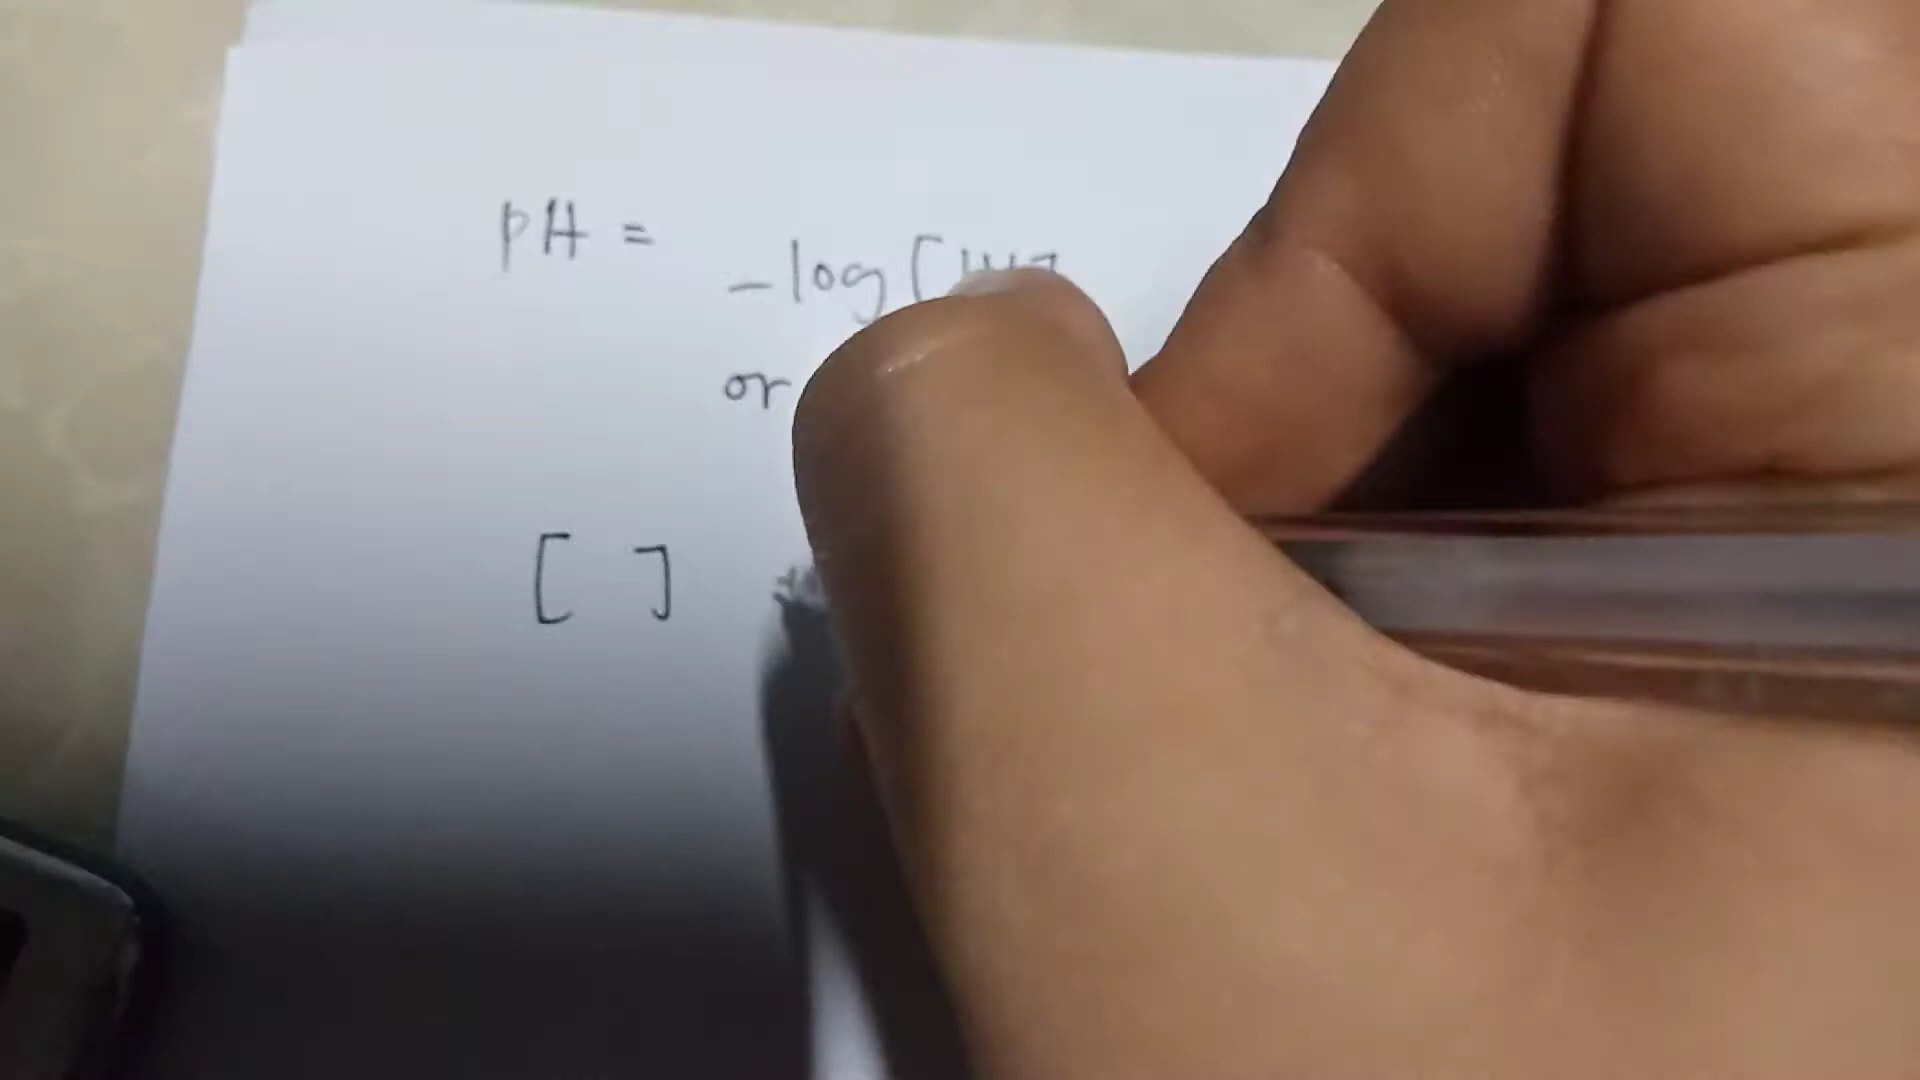 pH =
-log [H
or
[ ]